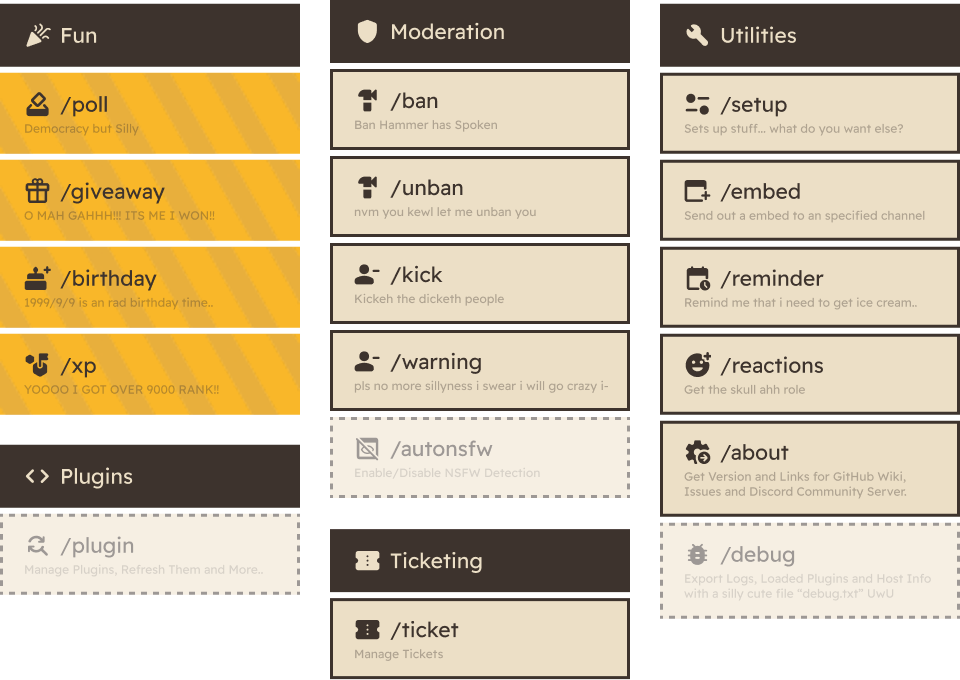 Fun
/poll
Democracy but Silly
/giveaway
O MAH GAHHH!!! ITS ME I WON!!
/birthday
1999/9/9 is an rad birthday time..
/xp
YOOOO I GOT OVER 9000 RANK!!
Plugins
/plugin
Manage Plugins, Refresh Them and More..
Moderation
/ban
Ban Hammer has Spoken
/unban
nvm you kewl let me unban you
/kick
Kickeh the dicketh people
/warning
pls no more sillyness i swear i will go crazy i-
/autonsfw
Enable/Disable NSFW Detection
Ticketing
/ticket
Manage Tickets
Utilities
/setup
Sets up stuff... what do you want else?
/embed
Send out a embed to an specified channel
/reminder
Remind me that i need to get ice cream..
/reactions
Get the skull ahh role
/about
Get Version and Links for GitHub Wiki,
Issues and Discord Community Server.
/debug
Export Logs, Loaded Plugins and Host Info
with a silly cute file “debug.txt” UwU